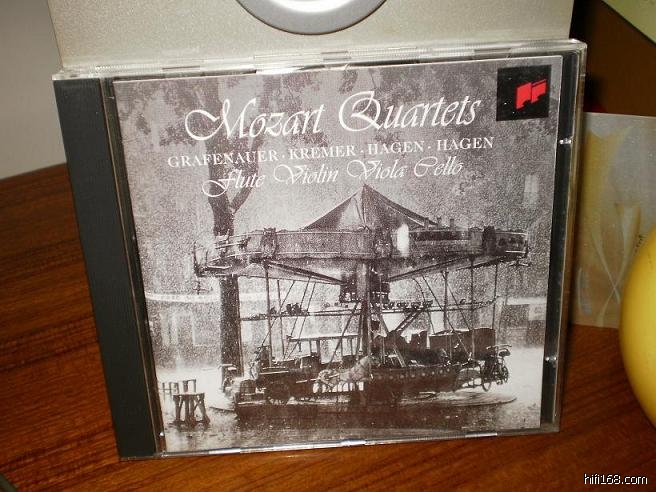 Mozart Quartets
GRAFENAUER · KREMER · HAGEN · HAGEN
Flute Violin Viola Cello
hifi168.com